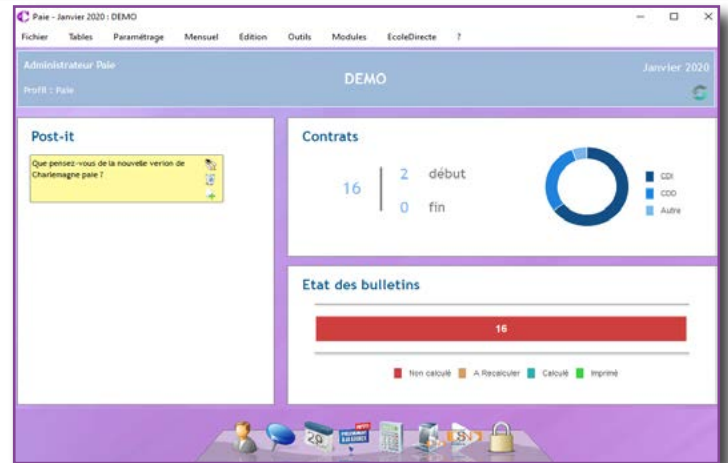 Paie - Janvier 2020 : DEMO
Fichier Tables Paramétrage Mensuel Edition Outils Modules EcoleDirecte ?
Administrateur Paie
Janvier 2020
DEMO
Profil : Paie
Post-it
Que pensez-vous de la nouvelle verion de
Charlemagne paie ?
Contrats
16
2 début
0 fin
CDI
CDD
Autre
Etat des bulletins
16
Non calculé A Recalculer Calculé Imprimé